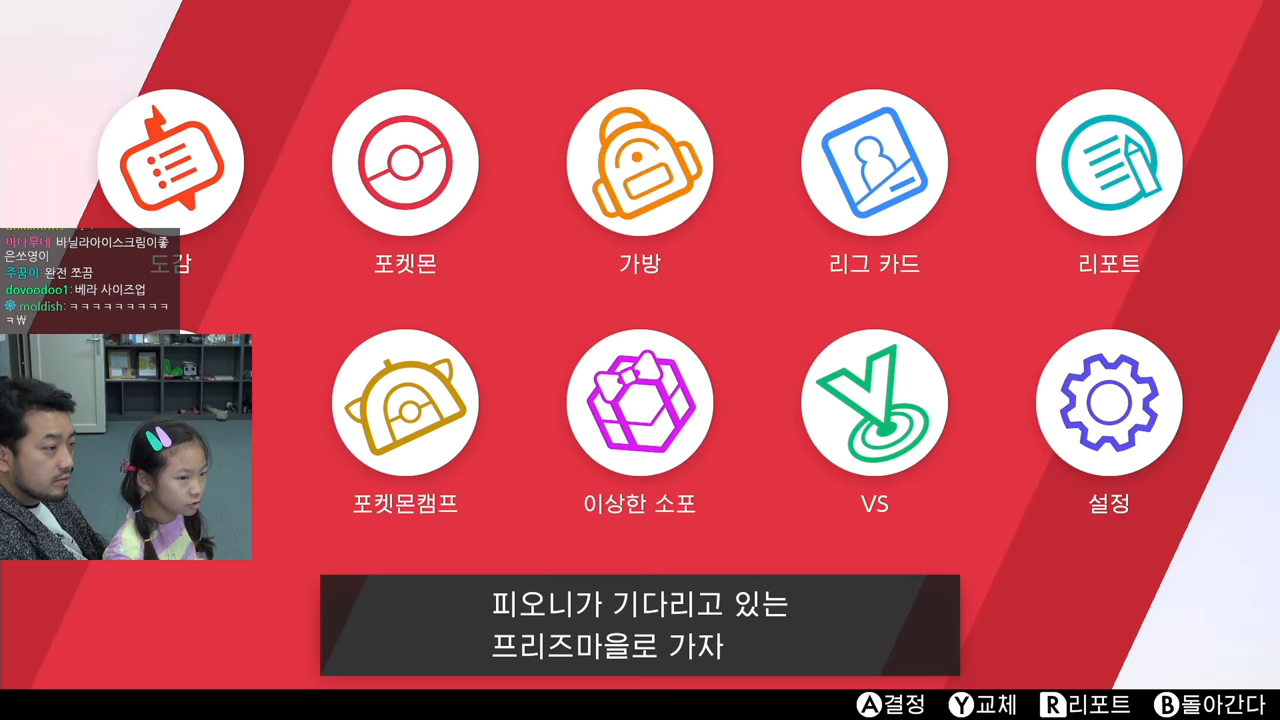 도감
포켓몬
가방
리그 카드
리포트
마나무네 바닐라아이스크림이좋
은쏘영이
주꿈이 완전 쪼끔
dovoodoo1: 베라 사이즈업
moldish: ㅋㅋㅋㅋㅋㅋㅋㅋㅋ
ㅋ㉾
포켓몬캠프
이상한 소포
VS
설정
피오니가 기다리고 있는
프리즈마을로 가자
A 결정 Y 교체 R 리포트 B 돌아간다